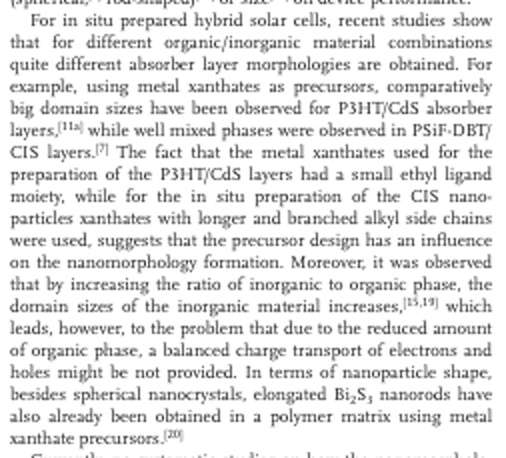 For in situ prepared hybrid solar cells, recent studies show
that for different organic/inorganic material combinations
quite different absorber layer morphologies are obtained. For
example, using metal xanthates as precursors, comparatively
big domain sizes have been observed for P3HT/CdS absorber
layers,[11a] while well mixed phases were observed in PSiF-DBT/
CIS layers.[7] The fact that the metal xanthates used for the
preparation of the P3HT/CdS layers had a small ethyl ligand
moiety, while for the in situ preparation of the CIS nano-
particles xanthates with longer and branched alkyl side chains
were used, suggests that the precursor design has an influence
on the nanomorphology formation. Moreover, it was observed
that by increasing the ratio of inorganic to organic phase, the
domain sizes of the inorganic material increases,[15,19] which
leads, however, to the problem that due to the reduced amount
of organic phase, a balanced charge transport of electrons and
holes might be not provided. In terms of nanoparticle shape,
besides spherical nanocrystals, elongated Bi₂S₃ nanorods have
also already been obtained in a polymer matrix using metal
xanthate precursors.[20]